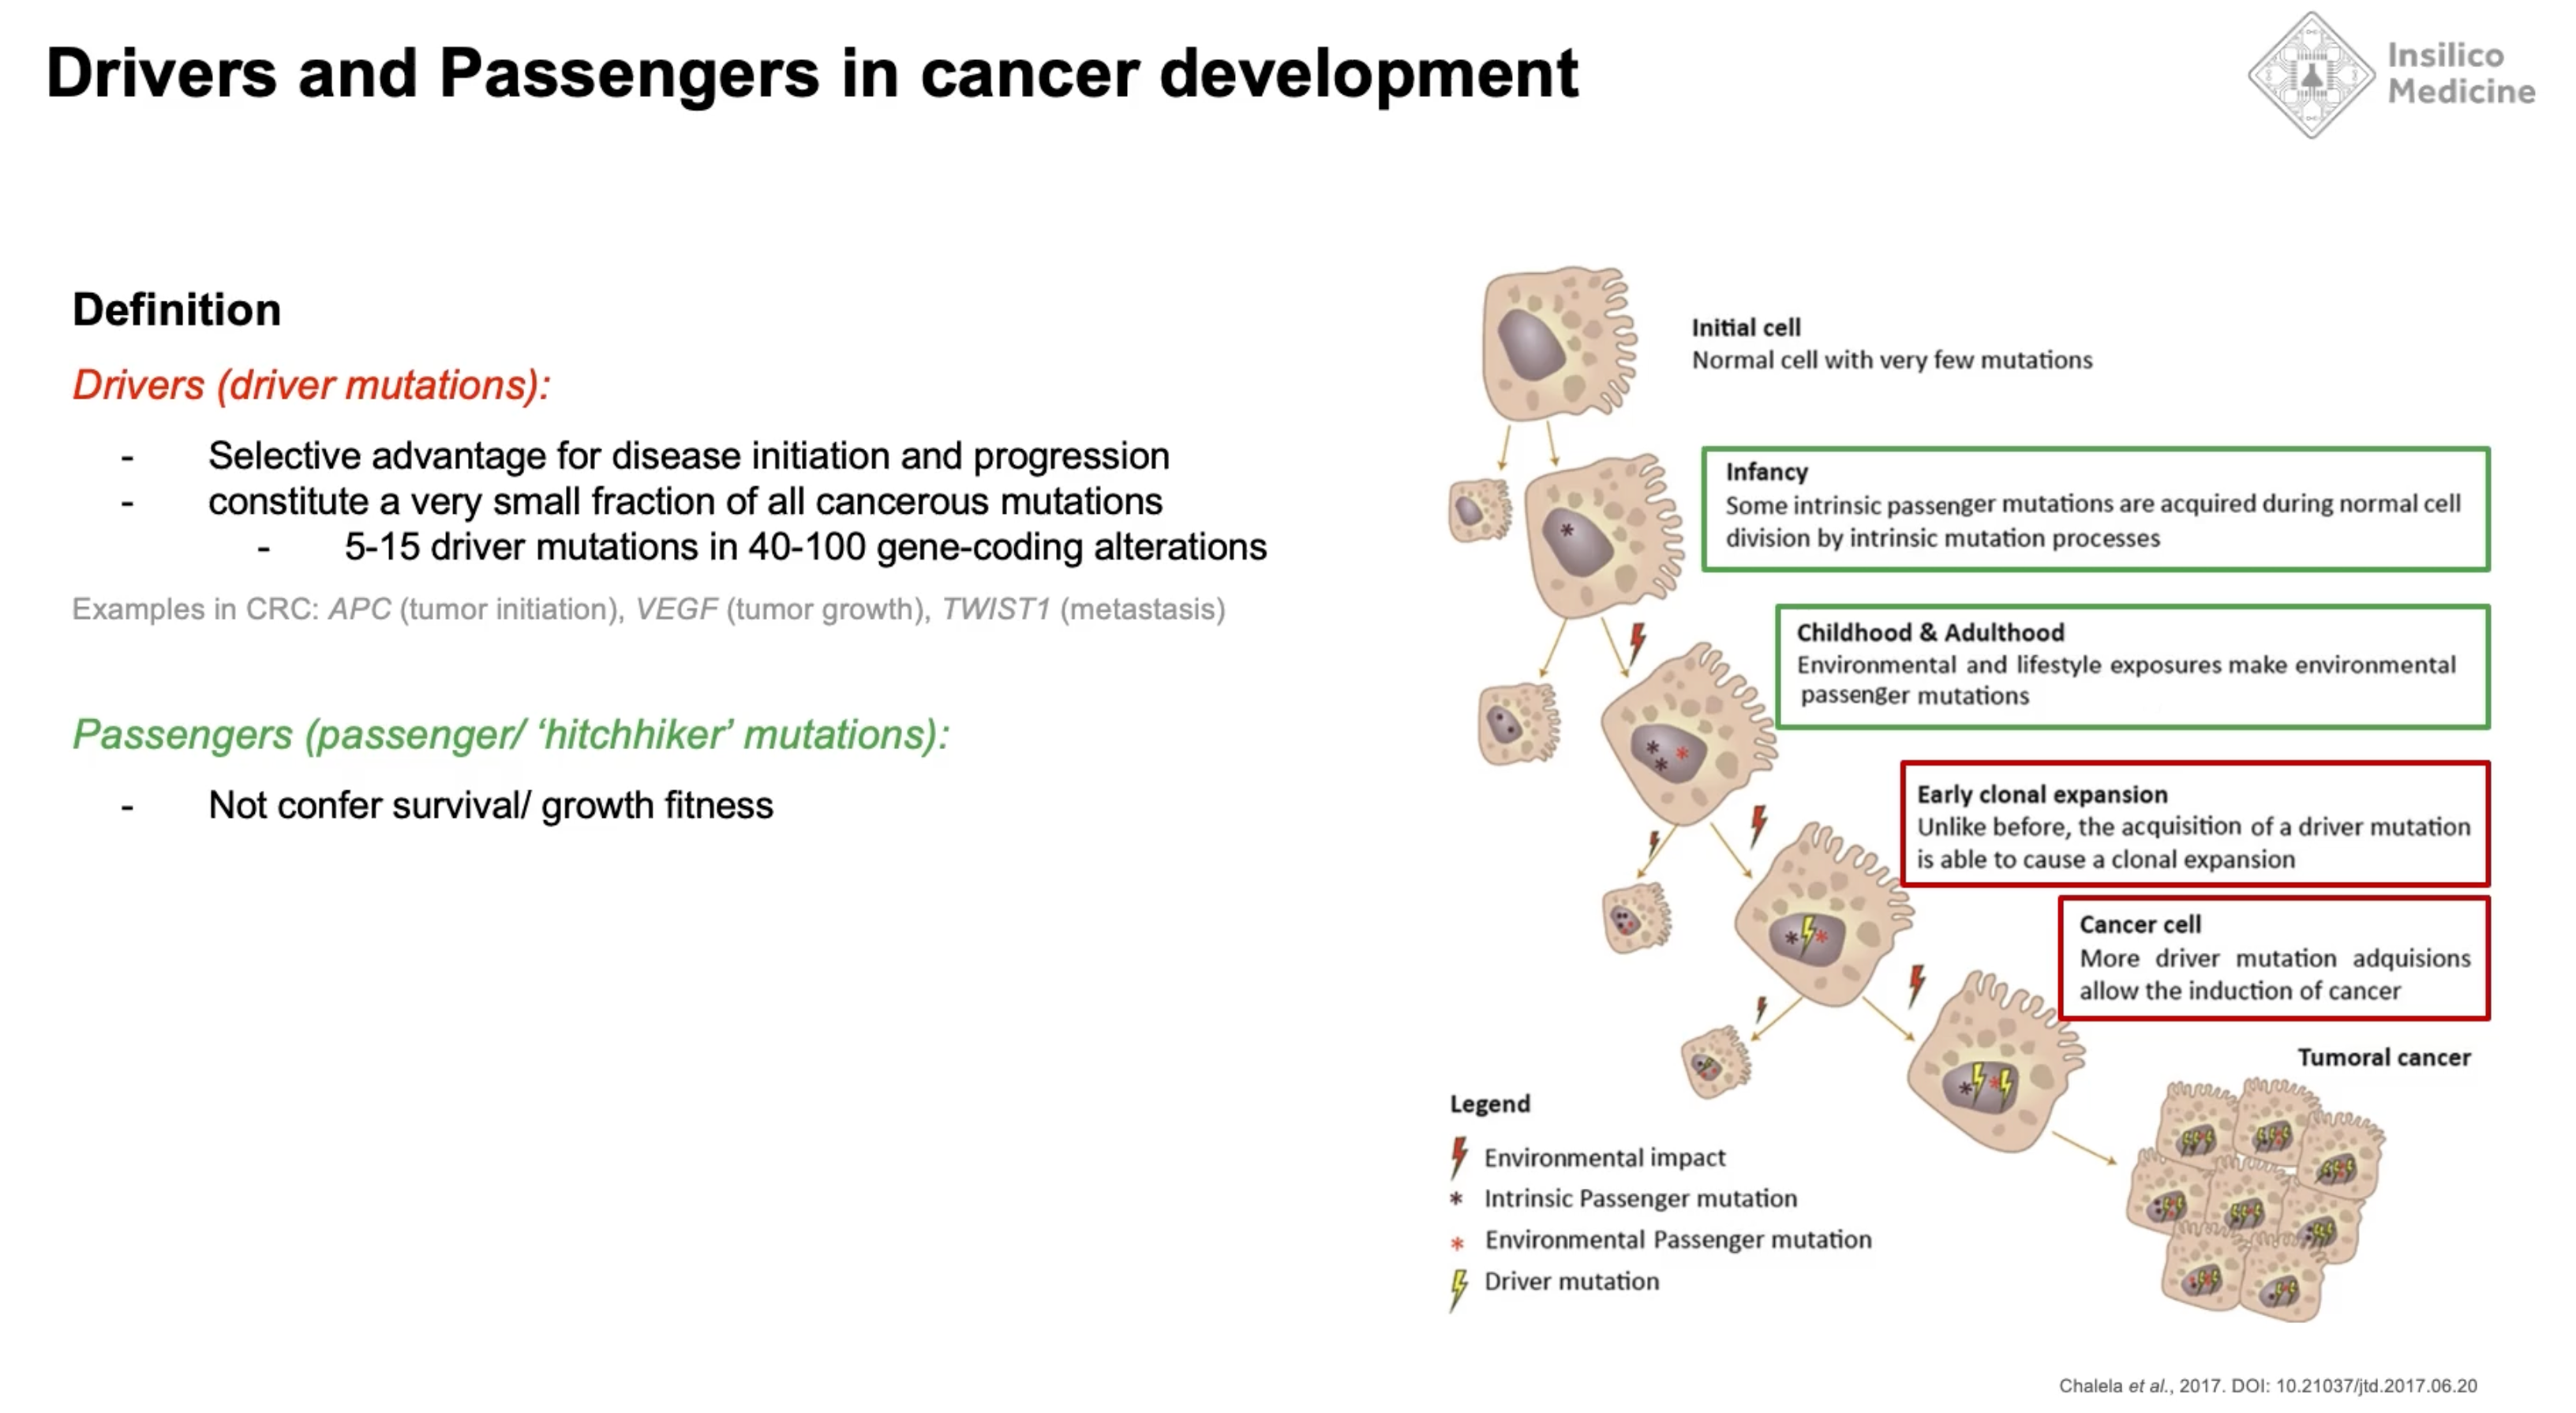 Drivers and Passengers in cancer development
Insilico
Medicine
Definition
Drivers (driver mutations):
- Selective advantage for disease initiation and progression
- constitute a very small fraction of all cancerous mutations
- 5-15 driver mutations in 40-100 gene-coding alterations
Examples in CRC: APC (tumor initiation), VEGF (tumor growth), TWIST1 (metastasis)
Passengers (passenger/ ‘hitchhiker’ mutations):
- Not confer survival/ growth fitness
Initial cell
Normal cell with very few mutations
Infancy
Some intrinsic passenger mutations are acquired during normal cell
division by intrinsic mutation processes
Childhood & Adulthood
Environmental and lifestyle exposures make environmental
passenger mutations
Early clonal expansion
Unlike before, the acquisition of a driver mutation
is able to cause a clonal expansion
Cancer cell
More driver mutation adquisions
allow the induction of cancer
Tumoral cancer
Legend
Environmental impact
* Intrinsic Passenger mutation
* Environmental Passenger mutation
Driver mutation
Chalela et al., 2017. DOI: 10.21037/jtd.2017.06.20